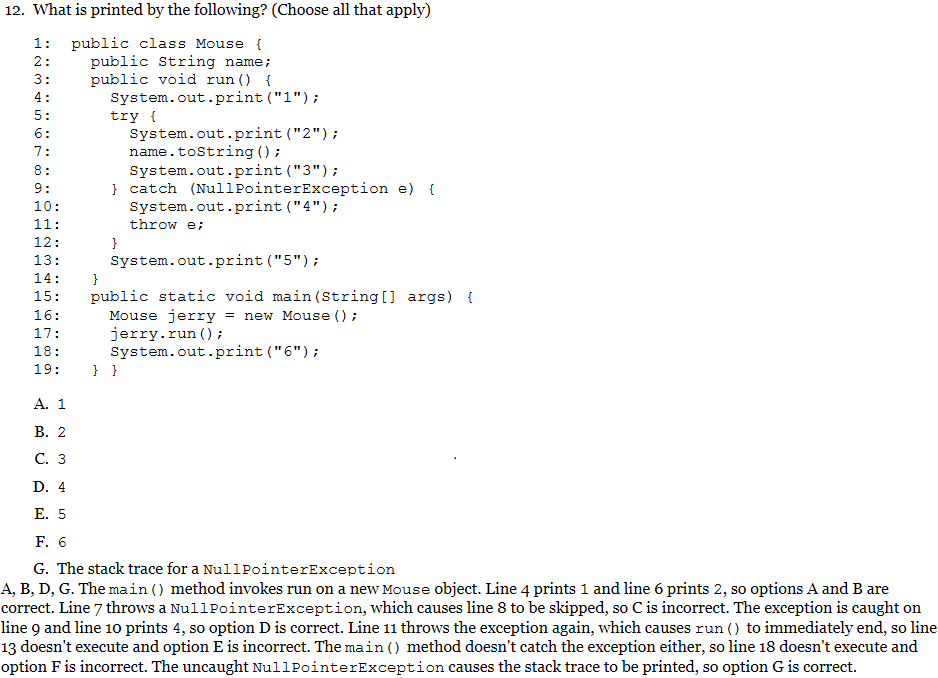 12. What is printed by the following? (Choose all that apply)
1: public class Mouse {
2: public String name;
3: public void run() {
4: System.out.print("1");
5: try {
6: System.out.print("2");
7: name.toString();
8: System.out.print("3");
9: } catch (NullPointerException e) {
10: System.out.print("4");
11: throw e;
12: }
13: System.out.print("5");
14: }
15: public static void main(String[] args) {
16: Mouse jerry = new Mouse();
17: jerry.run();
18: System.out.print("6");
19: } }
A. 1
B. 2
C. 3
D. 4
E. 5
F. 6
G. The stack trace for a NullPointerException
A, B, D, G. The main() method invokes run on a new Mouse object. Line 4 prints 1 and line 6 prints 2, so options A and B are
correct. Line 7 throws a NullPointerException, which causes line 8 to be skipped, so C is incorrect. The exception is caught on
line 9 and line 10 prints 4, so option D is correct. Line 11 throws the exception again, which causes run() to immediately end, so line
13 doesn't execute and option E is incorrect. The main() method doesn't catch the exception either, so line 18 doesn't execute and
option F is incorrect. The uncaught NullPointerException causes the stack trace to be printed, so option G is correct.